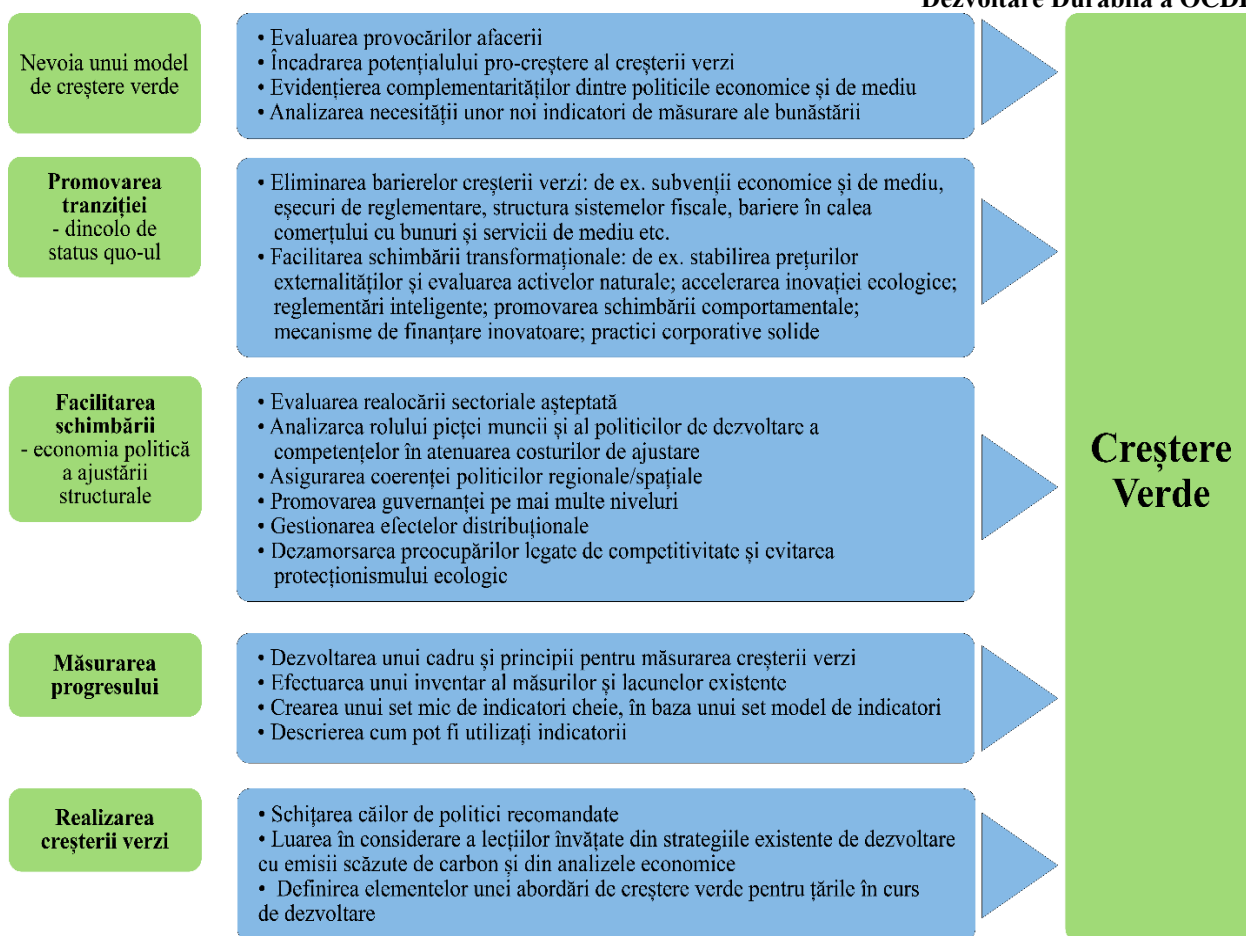 Dezvoltare Durabilă a OCDE
Nevoia unui model
de creștere verde
• Evaluarea provocărilor afacerii
• Încadrarea potențialului pro-creștere al creșterii verzi
• Evidențierea complementarităților dintre politicile economice și de mediu
• Analizarea necesității unor noi indicatori de măsurare ale bunăstării
Promovarea
tranziției
- dincolo de
status quo-ul
• Eliminarea barierelor creșterii verzi: de ex. subvenții economice și de mediu,
eșecuri de reglementare, structura sistemelor fiscale, bariere în calea
comerțului cu bunuri și servicii de mediu etc.
• Facilitarea schimbării transformaționale: de ex. stabilirea prețurilor
externalităților și evaluarea activelor naturale; accelerarea inovației ecologice;
reglementări inteligente; promovarea schimbării comportamentale;
mecanisme de finanțare inovatoare; practici corporative solide
Facilitarea
schimbării
- economia politică
a ajustării
structurale
• Evaluarea realocării sectoriale așteptată
• Analizarea rolului pieței muncii și al politicilor de dezvoltare a
competențelor în atenuarea costurilor de ajustare
• Asigurarea coerenței politicilor regionale/spațiale
• Promovarea guvernanței pe mai multe niveluri
• Gestionarea efectelor distribuționale
• Dezamorsarea preocupărilor legate de competitivitate și evitarea
protecționismului ecologic
Măsurarea
progresului
• Dezvoltarea unui cadru și principii pentru măsurarea creșterii verzi
• Efectuarea unui inventar al măsurilor și lacunelor existente
• Crearea unui set mic de indicatori cheie, în baza unui set model de indicatori
• Descrierea cum pot fi utilizați indicatorii
Realizarea
creșterii verzi
• Schițarea căilor de politici recomandate
• Luarea în considerare a lecțiilor învățate din strategiile existente de dezvoltare
cu emisii scăzute de carbon și din analizele economice
• Definirea elementelor unei abordări de creștere verde pentru țările în curs
de dezvoltare
Creștere
Verde